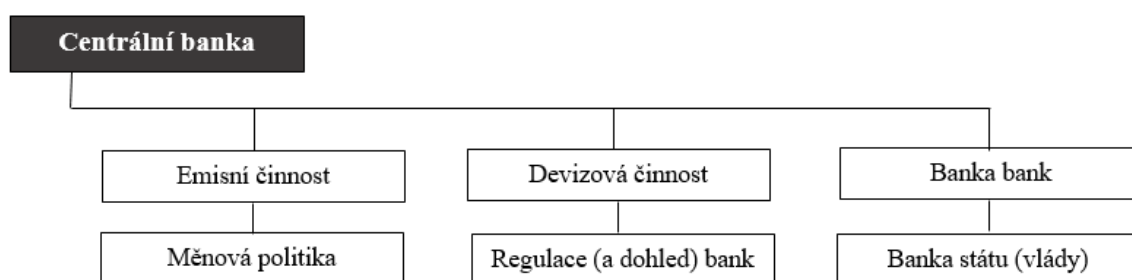 Centrální banka
Emisní činnost
Devizová činnost
Banka bank
Měnová politika
Regulace (a dohled) bank
Banka státu (vlády)